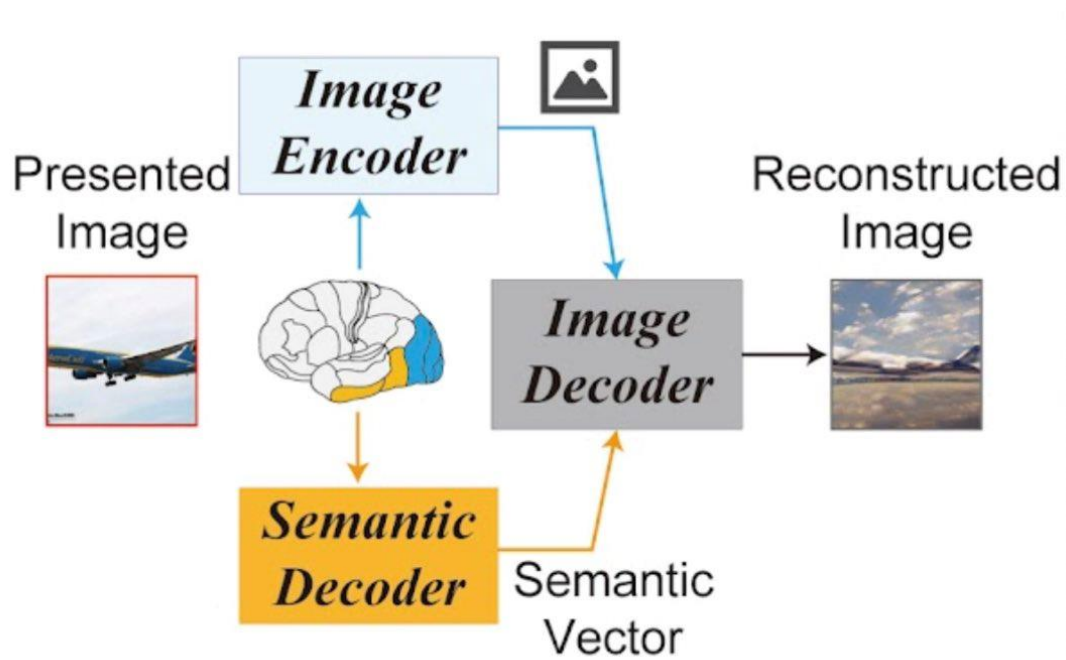 Image
Encoder
Presented
Image
Reconstructed
Image
Image
Decoder
Semantic
Decoder
Semantic
Vector